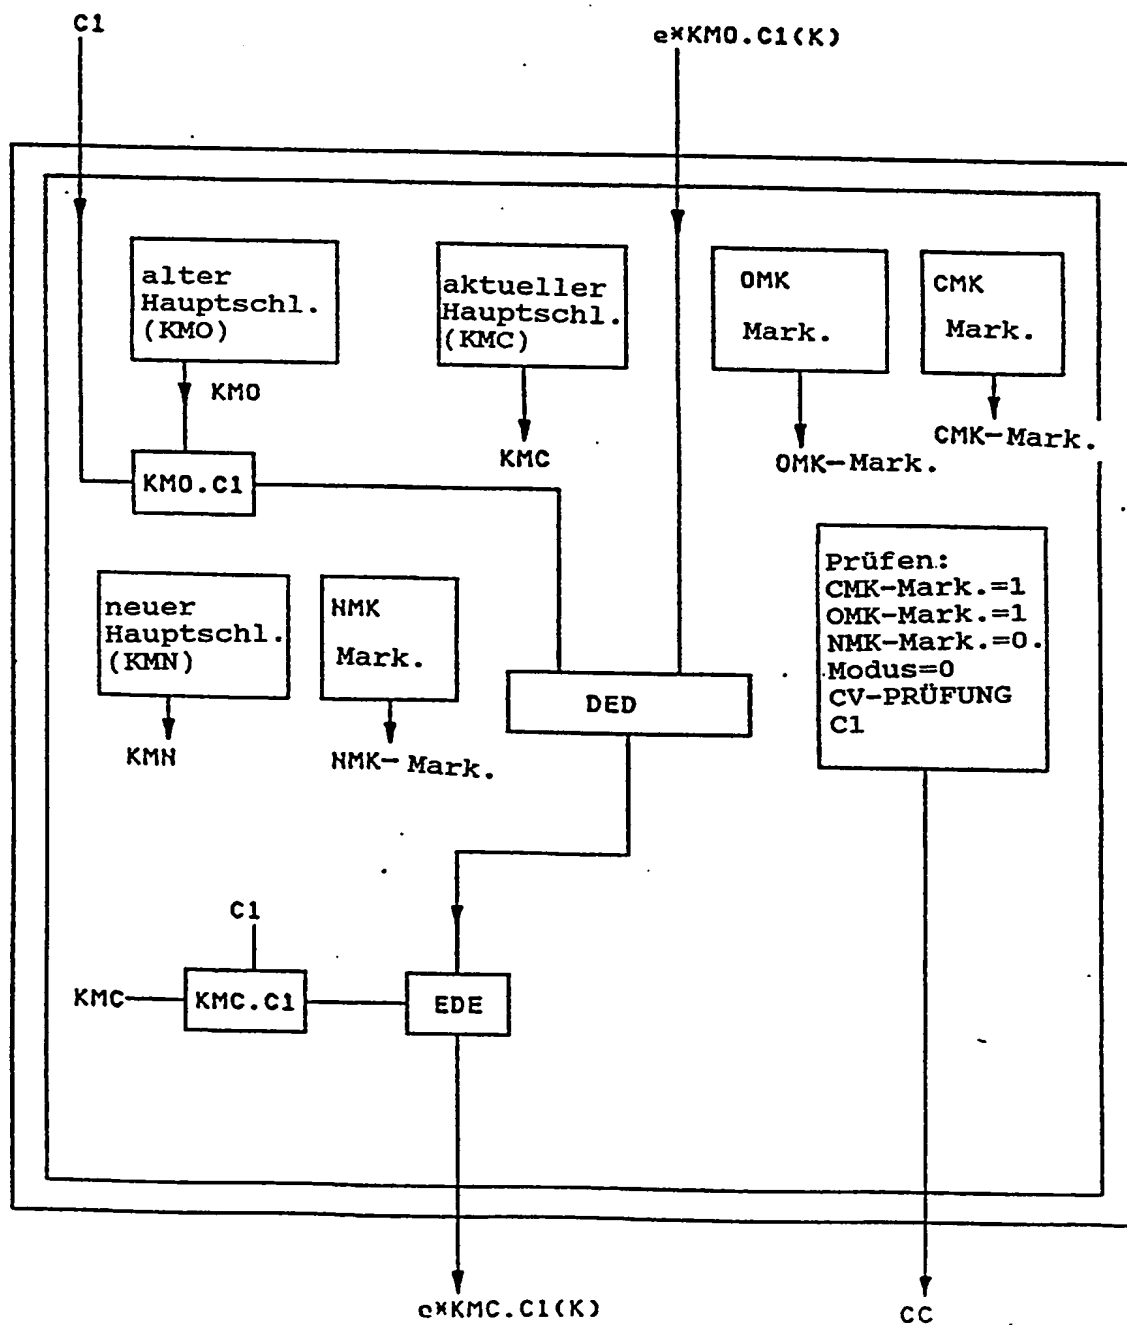 C1
e*KMO.C1(K)
alter
Hauptschl.
(KMO)
aktueller
Hauptschl.
(KMC)
OMK
Mark.
CMK
Mark.
KMO
KMC
OMK-Mark.
CMK-Mark.
KMO.C1
neuer
Hauptschl.
(KMN)
NMK
Mark.
Prüfen:
CMK-Mark.=1
OMK-Mark.=1
NMK-Mark.=0.
Modus=0
CV-PRÜFUNG
C1
DED
KMN
NMK-Mark.
C1
KMC
KMC.C1
EDE
e*KMC.C1(K)
CC